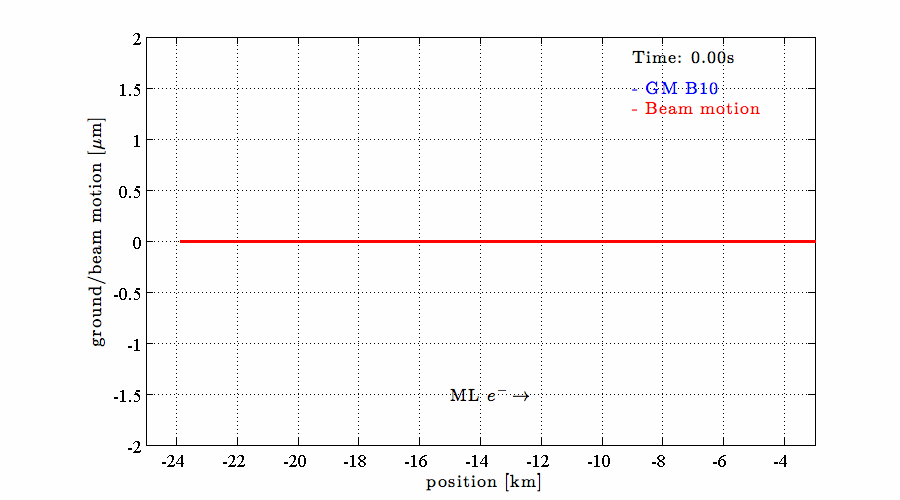 Time: 0.00s
- GM B10
- Beam motion
2
1.5
1
0.5
0
-0.5
-1
-1.5
-2
ground/beam motion [μm]
ML e⁻ →
-24 -22 -20 -18 -16 -14 -12 -10 -8 -6 -4
position [km]